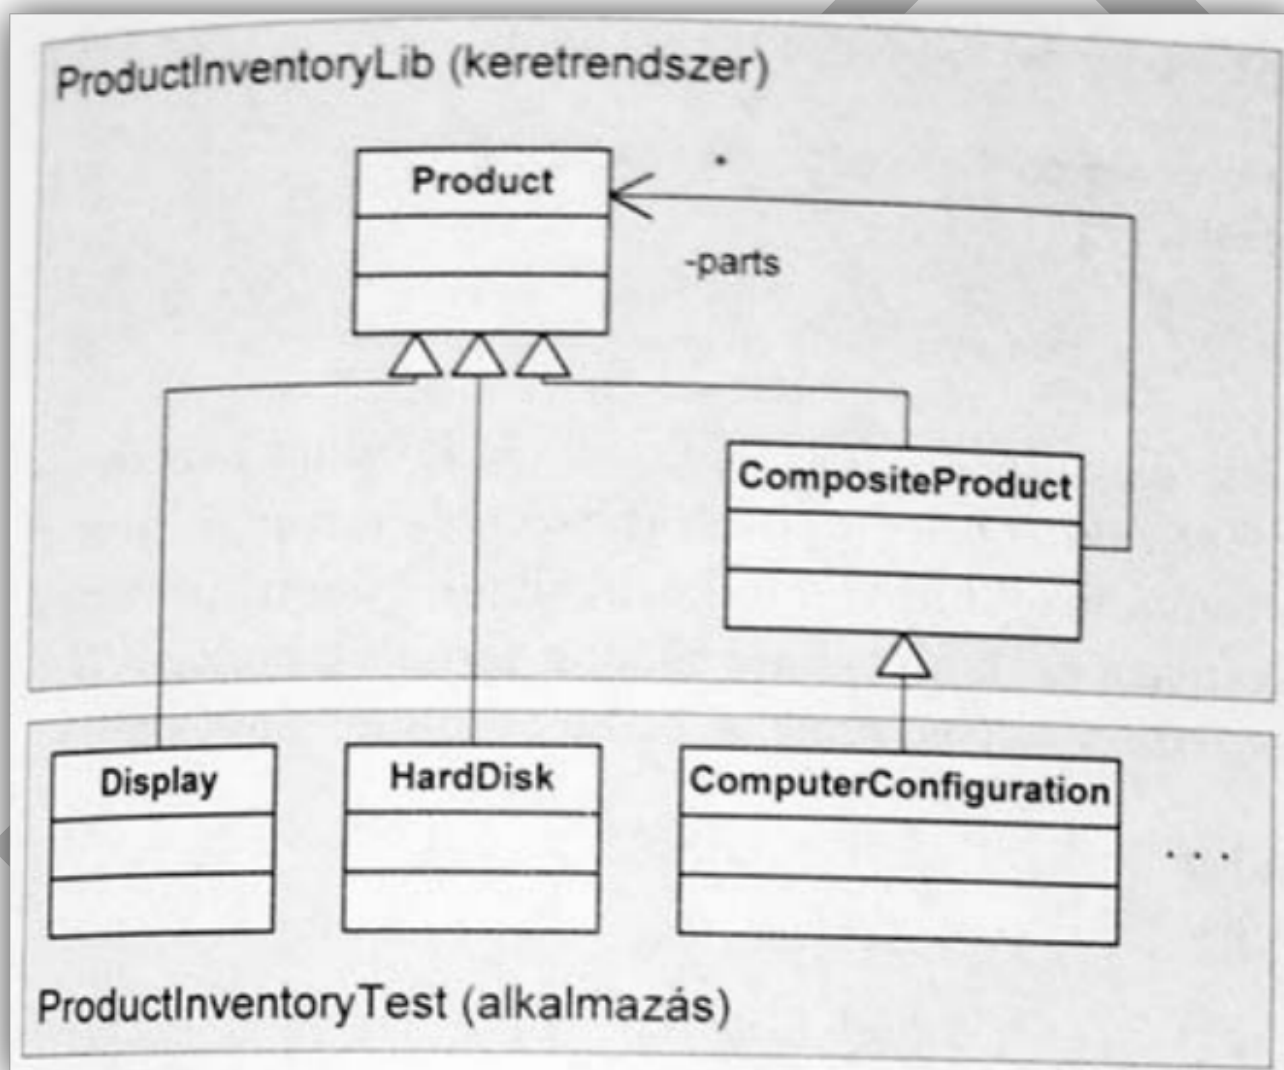 ProductInventoryLib (keretrendszer)
Product
*
-parts
CompositeProduct
Display
HardDisk
ComputerConfiguration
. . .
ProductInventoryTest (alkalmazás)